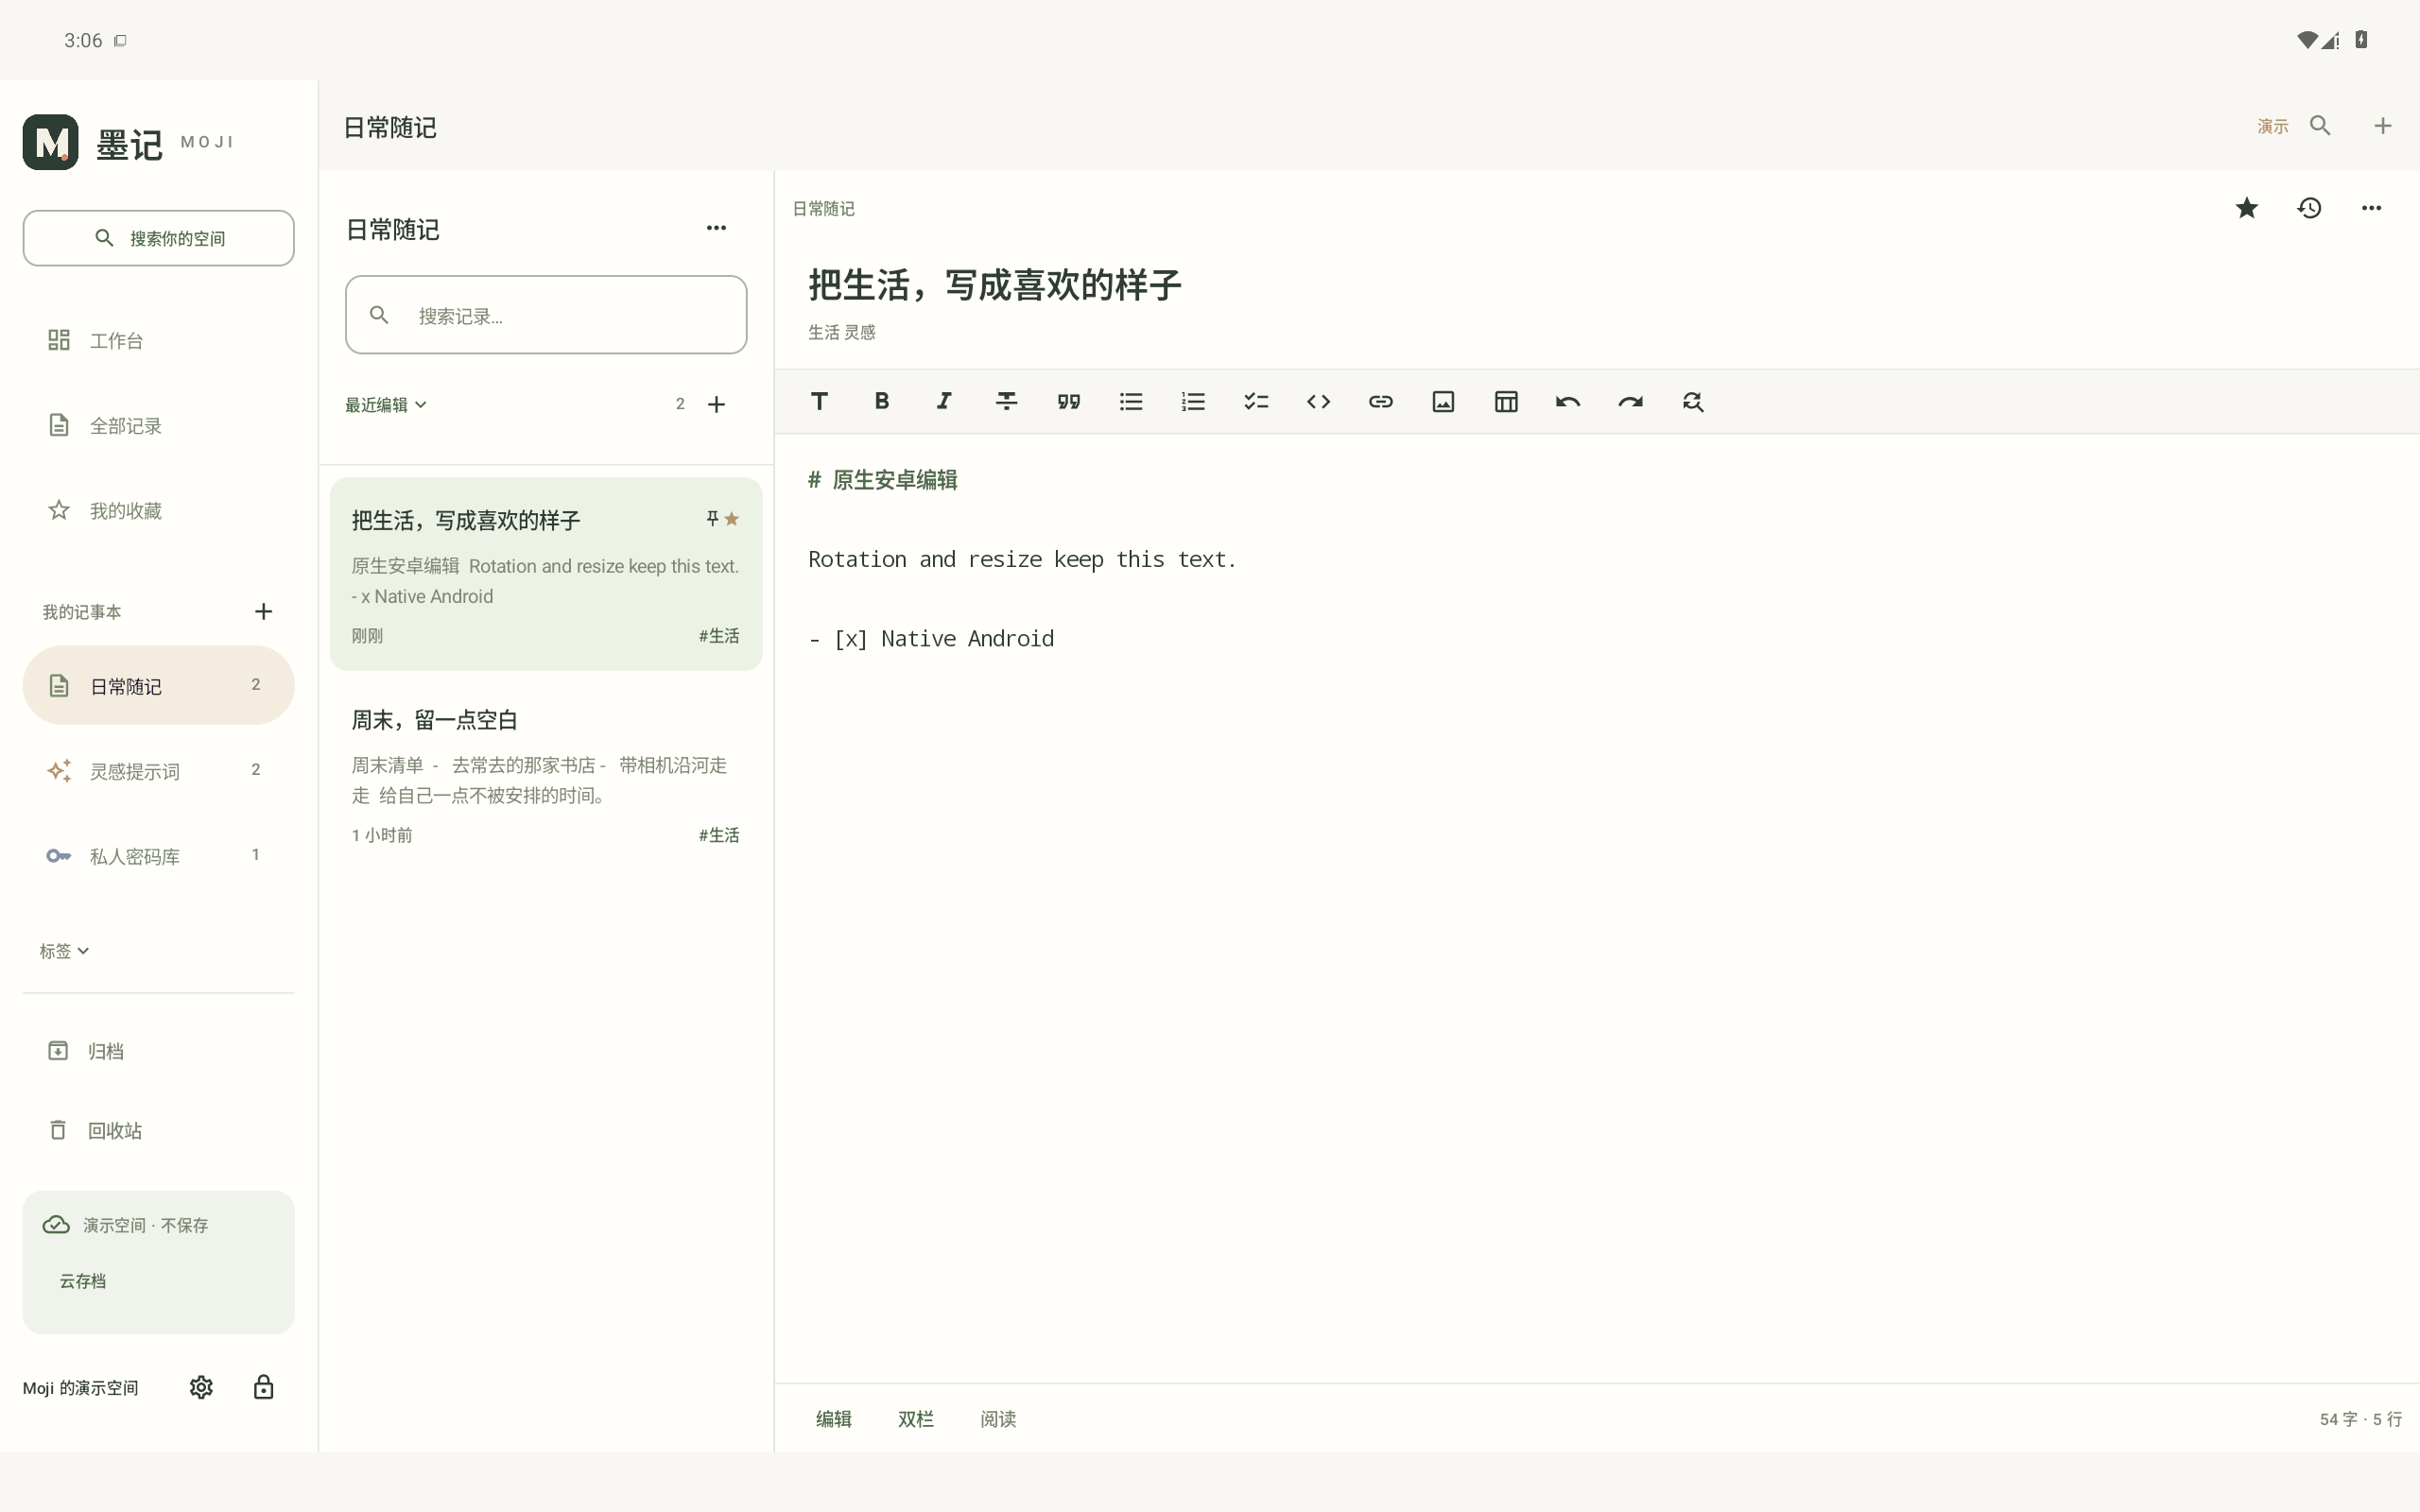 3:06
墨记 MOJI
搜索你的空间
工作台
全部记录
我的收藏
我的记事本
日常随记 2
灵感提示词 2
私人密码库 1
标签
归档
回收站
演示空间 · 不保存
云存档
Moji 的演示空间
日常随记
演示
日常随记
搜索记录...
最近编辑 2
把生活，写成喜欢的样子
原生安卓编辑 Rotation and resize keep this text.
- x Native Android
刚刚 #生活
周末，留一点空白
周末清单 - 去常去的那家书店 - 带相机沿河走
走 给自己一点不被安排的时间。
1 小时前 #生活
日常随记
把生活，写成喜欢的样子
生活 灵感
# 原生安卓编辑
Rotation and resize keep this text.
- [x] Native Android
编辑 双栏 阅读
54 字 · 5 行